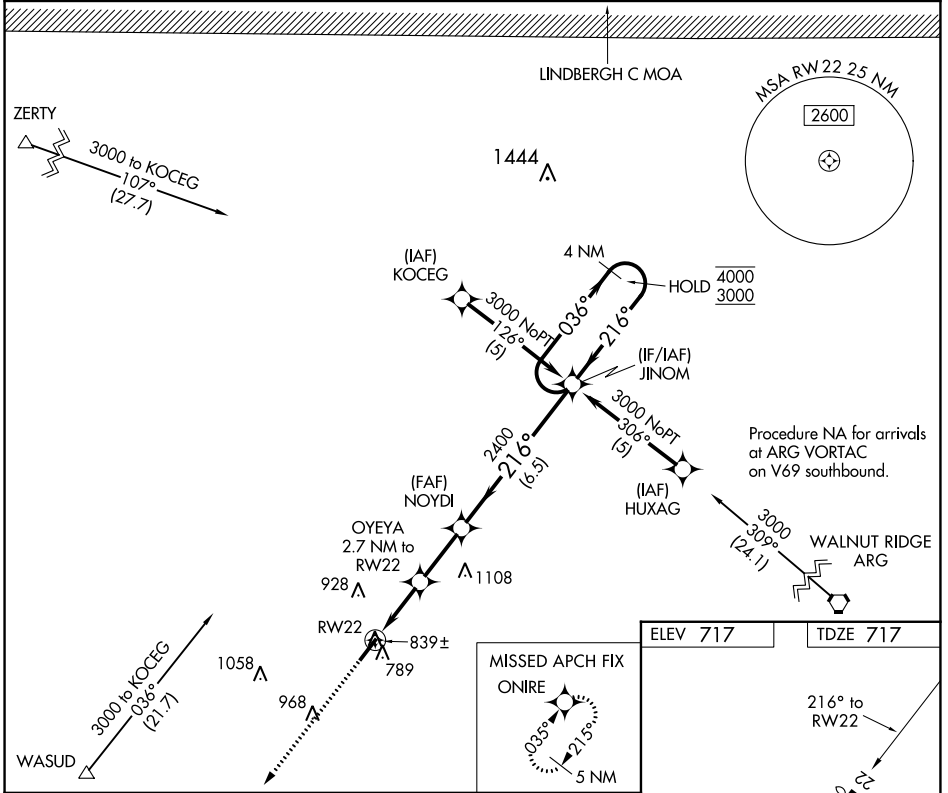 LINDBERGH C MOA
MSA RW22 25 NM
2600
ZERTY
3000 to KOCEG
107°
(27.7)
1444
(IAF)
KOCEG
4 NM
HOLD
4000
3000
3000 NoPT
126°
(5)
036°
216°
(IF/IAF)
JINOM
3000 NoPT
306°
(5)
Procedure NA for arrivals
at ARG VORTAC
on V69 southbound.
2400
216°
(6.5)
(FAF)
NOYDI
(IAF)
HUXAG
3000
309°
(24.1)
WALNUT RIDGE
ARG
OYEYA
2.7 NM to
RW22
928
1108
RW22
839±
789
1058
968
3000 to KOCEG
036°
(21.7)
WASUD
MISSED APCH FIX
ONIRE
035°
215°
5 NM
ELEV 717
TDZE 717
216° to
RW22
22